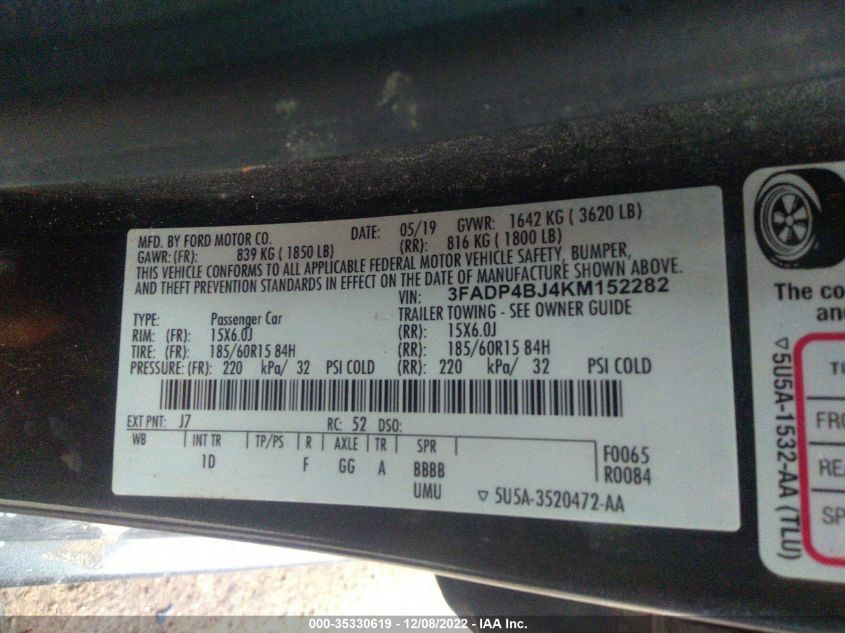 MFD. BY FORD MOTOR CO. DATE: 05/19 GVWR: 1642 KG ( 3620 LB)
GAWR: (FR): 839 KG ( 1850 LB) (RR): 816 KG ( 1800 LB)
THIS VEHICLE CONFORMS TO ALL APPLICABLE FEDERAL MOTOR VEHICLE SAFETY, BUMPER,
AND THEFT PREVENTION STANDARDS IN EFFECT ON THE DATE OF MANUFACTURE SHOWN ABOVE.
VIN: 3FADP4BJ4KM152282
TRAILER TOWING - SEE OWNER GUIDE
TYPE: Passenger Car
RIM: (FR): 15X6.0J (RR): 15X6.0J
TIRE: (FR): 185/60R15 84H (RR): 185/60R15 84H
PRESSURE: (FR): 220 kPa/ 32 PSI COLD (RR): 220 kPa/ 32 PSI COLD
EXT PNT: J7 RC: 52 DSO:
WB INT TR TP/PS R AXLE TR SPR F0065
1D F GG A BBBB R0084
UMU ▽ 5U5A-3520472-AA
The co
an
▽5U5A-1532-AA (TLU)
TI
FRO
REA
SP
000-35330619 - 12/08/2022 - IAA Inc.